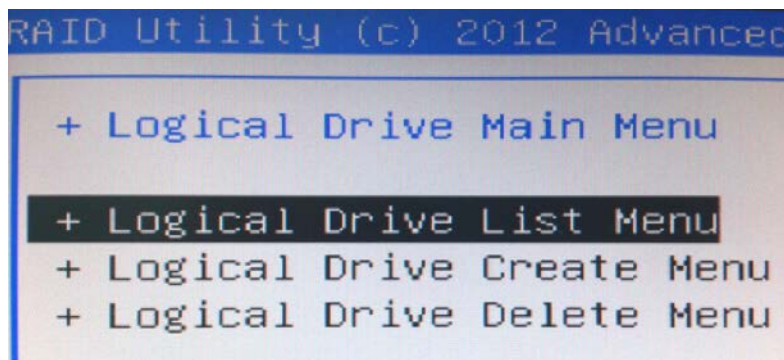 RAID Utility (c) 2012 Advanced
+ Logical Drive Main Menu
+ Logical Drive List Menu
+ Logical Drive Create Menu
+ Logical Drive Delete Menu